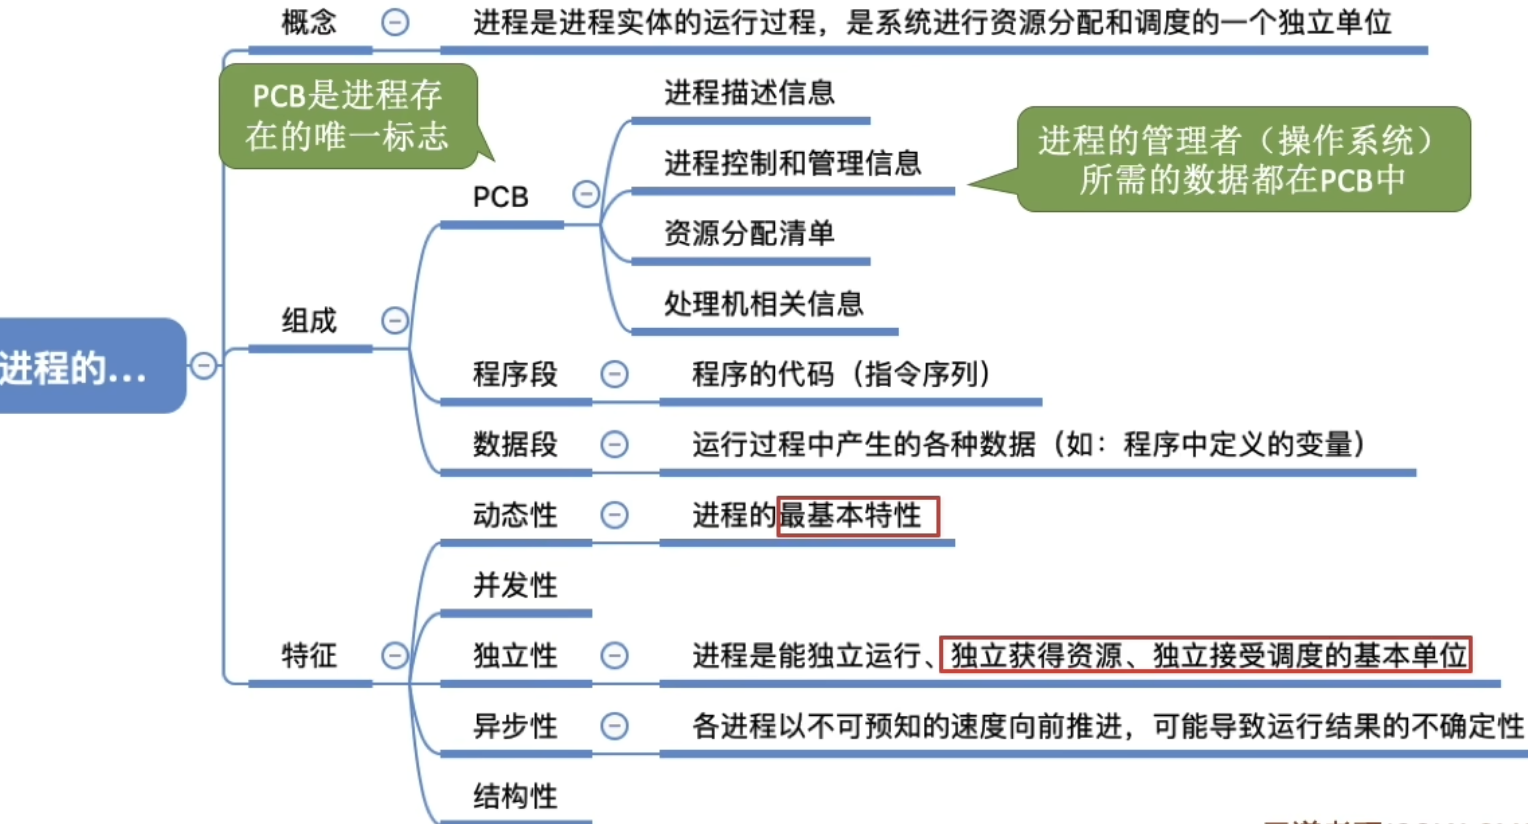 概念
进程是进程实体的运行过程，是系统进行资源分配和调度的一个独立单位
PCB是进程存
在的唯一标志
进程描述信息
进程控制和管理信息
进程的管理者（操作系统）
所需的数据都在PCB中
PCB
资源分配清单
处理机相关信息
组成
进程的...
程序段
程序的代码（指令序列）
数据段
运行过程中产生的各种数据（如：程序中定义的变量）
动态性
进程的最基本特性
并发性
特征
独立性
进程是能独立运行、独立获得资源、独立接受调度的基本单位
异步性
各进程以不可预知的速度向前推进，可能导致运行结果的不确定性
结构性